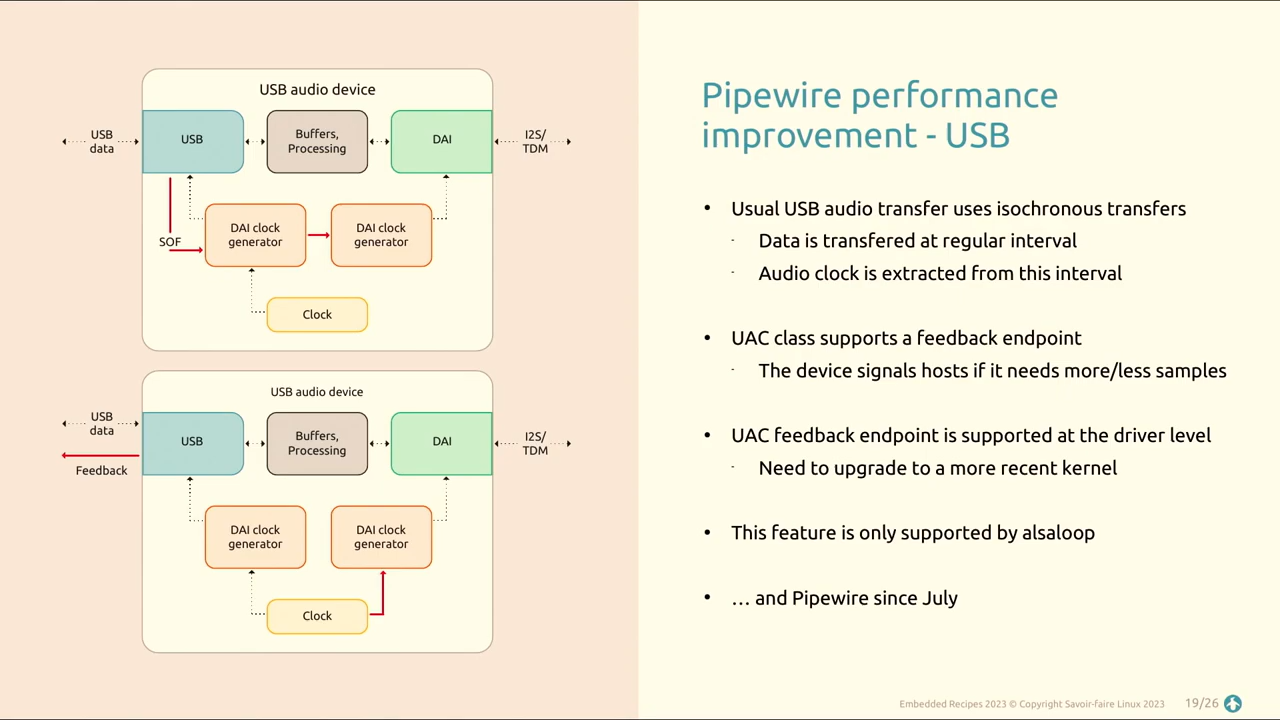 USB audio device
USB
data
USB
Buffers,
Processing
DAI
I2S/
TDM
SOF
DAI clock
generator
DAI clock
generator
Clock
USB audio device
USB
data
Feedback
USB
Buffers,
Processing
DAI
I2S/
TDM
DAI clock
generator
DAI clock
generator
Clock
Pipewire performance
improvement - USB
• Usual USB audio transfer uses isochronous transfers
- Data is transfered at regular interval
- Audio clock is extracted from this interval
• UAC class supports a feedback endpoint
- The device signals hosts if it needs more/less samples
• UAC feedback endpoint is supported at the driver level
- Need to upgrade to a more recent kernel
• This feature is only supported by alsaloop
• … and Pipewire since July
Embedded Recipes 2023 © Copyright Savoir-faire Linux 2023
19/26